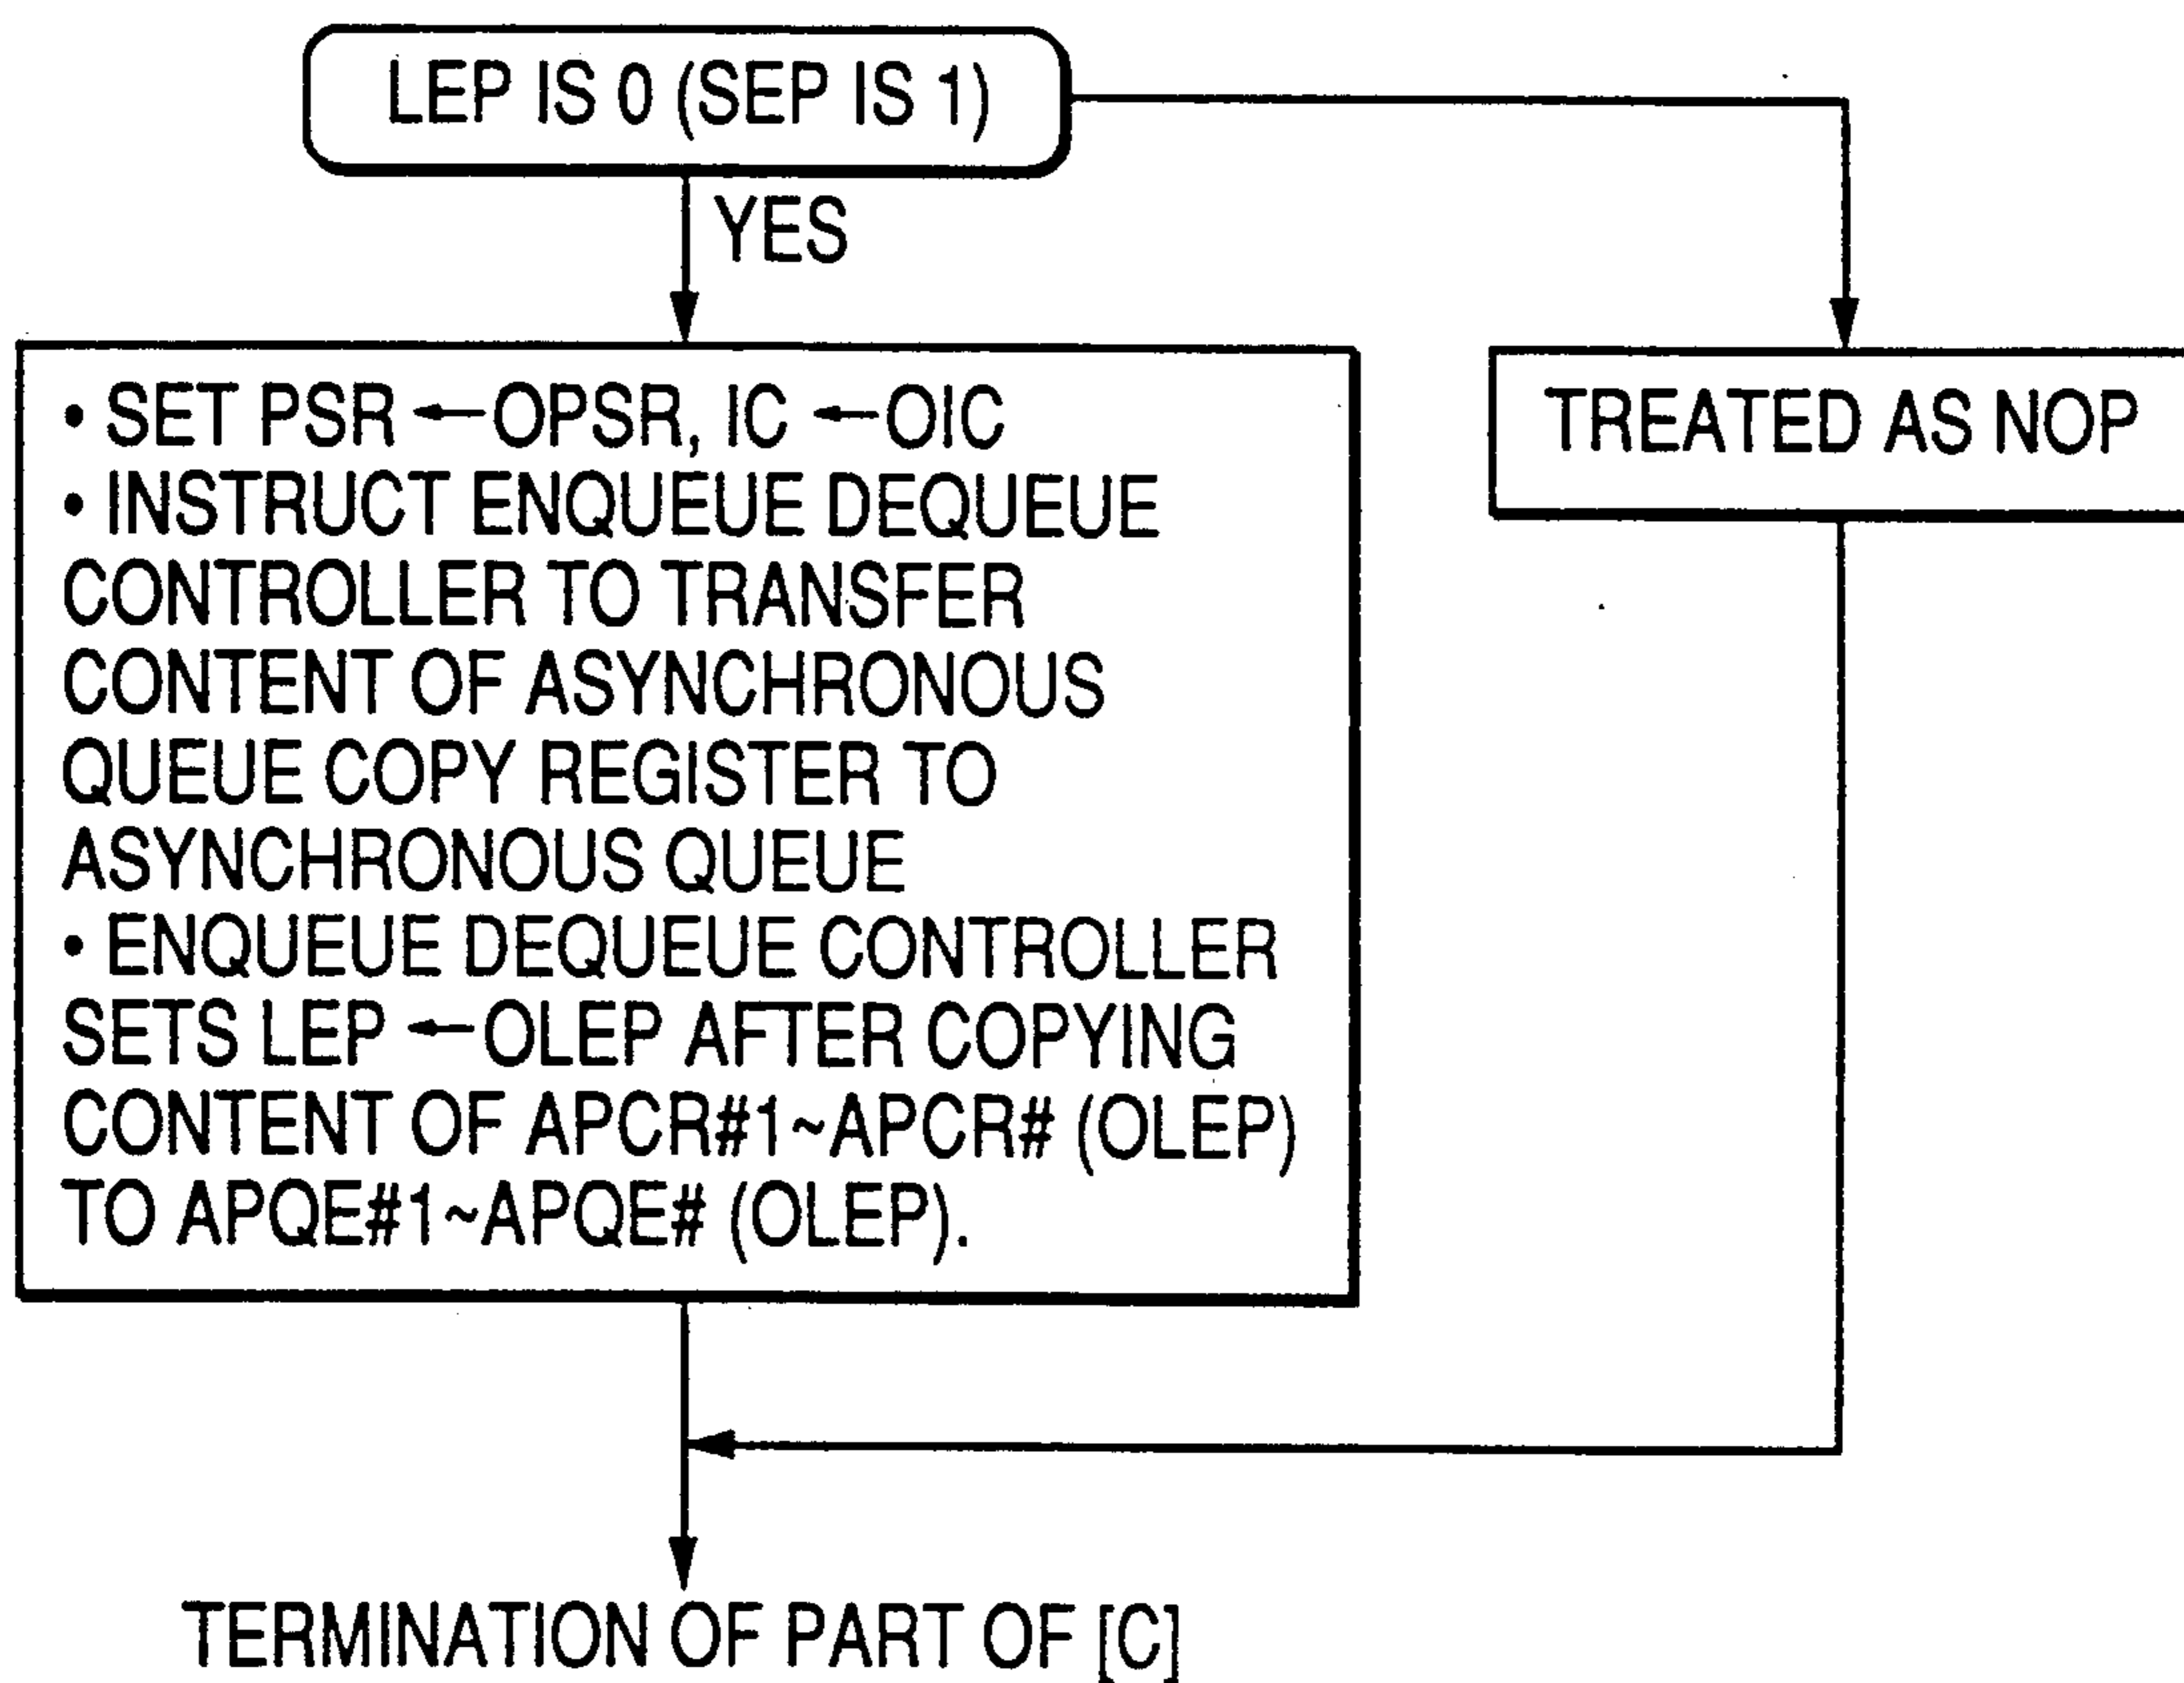 LEP IS 0 (SEP IS 1)
YES
• SET PSR ←OPSR, IC ←OIC
• INSTRUCT ENQUEUE DEQUEUE
CONTROLLER TO TRANSFER
CONTENT OF ASYNCHRONOUS
QUEUE COPY REGISTER TO
ASYNCHRONOUS QUEUE
• ENQUEUE DEQUEUE CONTROLLER
SETS LEP ←OLEP AFTER COPYING
CONTENT OF APCR#1~APCR# (OLEP)
TO APQE#1~APQE# (OLEP).
TREATED AS NOP
TERMINATION OF PART OF [C]